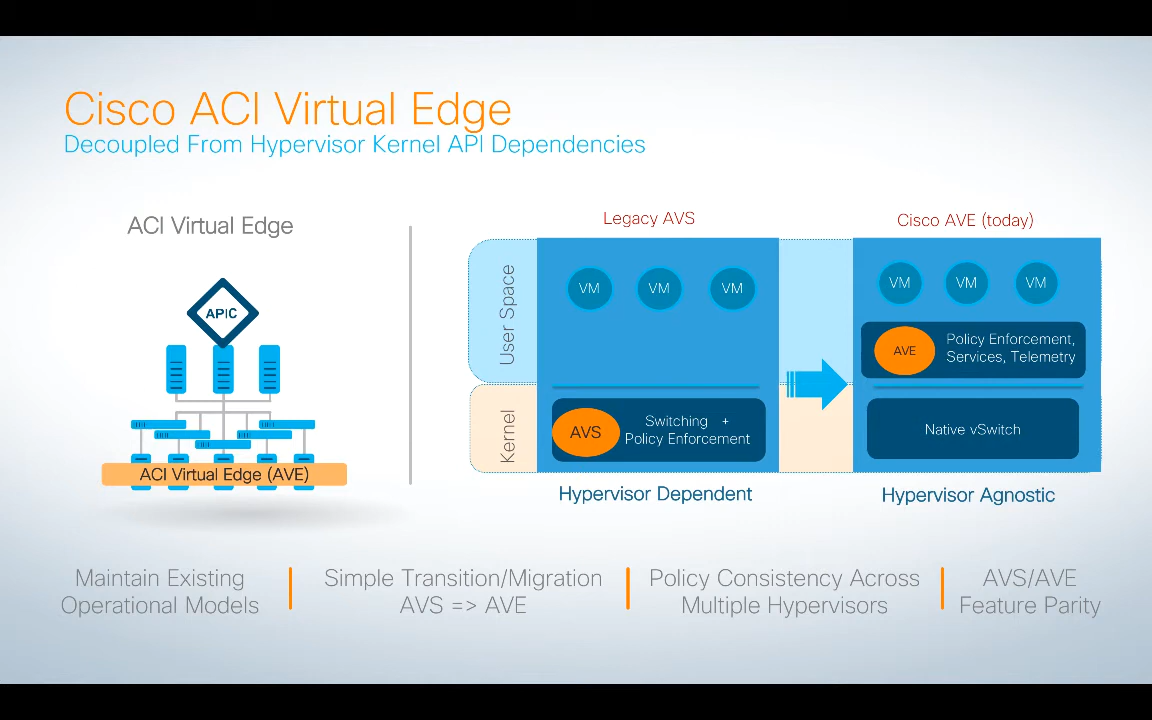 Cisco ACI Virtual Edge
Decoupled From Hypervisor Kernel API Dependencies
ACI Virtual Edge
APIC
ACI Virtual Edge (AVE)
Legacy AVS
Cisco AVE (today)
User Space
VM
VM
VM
VM
VM
VM
AVE
Policy Enforcement,
Services, Telemetry
Kernel
AVS
Switching +
Policy Enforcement
Native vSwitch
Hypervisor Dependent
Hypervisor Agnostic
Maintain Existing
Operational Models
Simple Transition/Migration
AVS => AVE
Policy Consistency Across
Multiple Hypervisors
AVS/AVE
Feature Parity